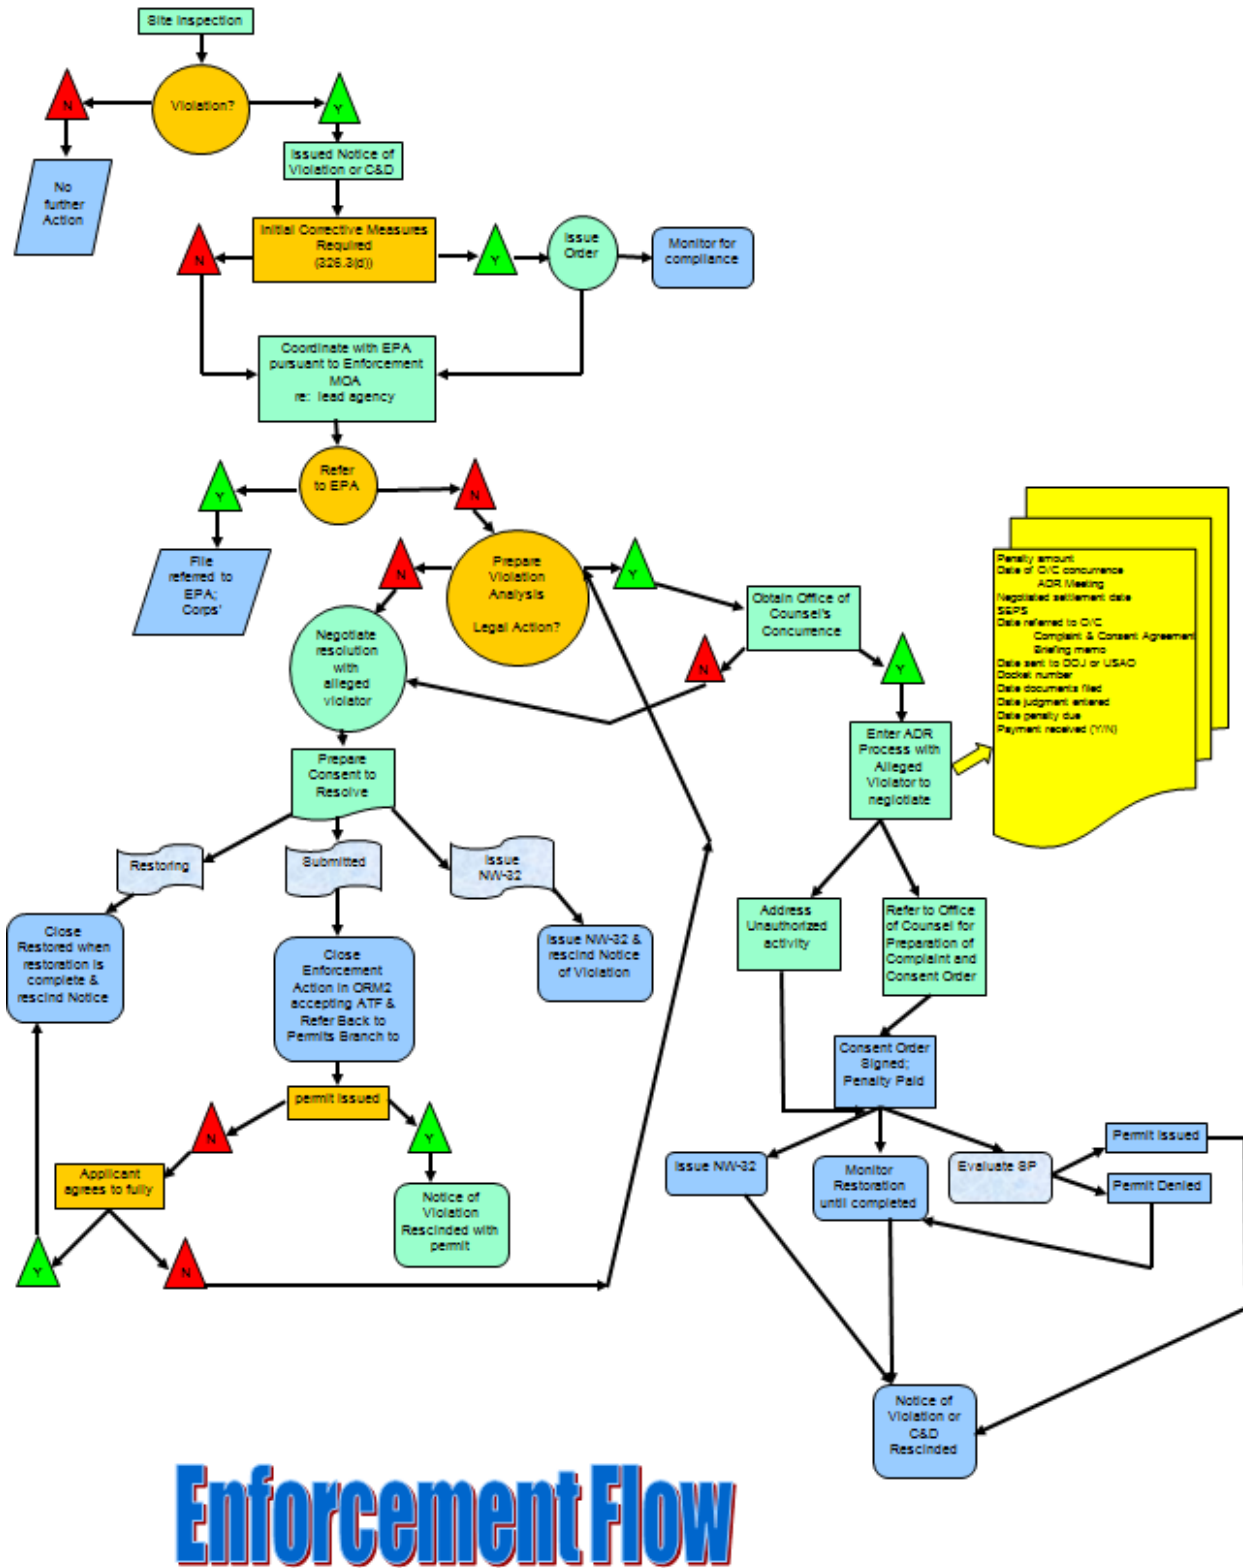 Site Inspection
Violation?
N
Y
No
further
Action
Issued Notice of
Violation or C&D
Initial Corrective Measures
Required
(326.3(d))
N
Y
Issue
Order
Monitor for
compliance
Coordinate with EPA
pursuant to Enforcement
MOA
re: lead agency
Refer
to EPA
Y
N
File
referred to
EPA;
Corps'
Prepare
Violation
Analysis
Legal Action?
N
Y
Negotiate
resolution
with
alleged
violator
Obtain Office of
Counsel's
Concurrence
N
Y
Penalty amount
Date of O/C concurrence
ADR Meeting
Negotiated settlement date
SEPS
Date referred to O/C
Complaint & Consent Agreement
Briefing memo
Date sent to DOJ or USAO
Docket number
Date documents filed
Date judgment entered
Date penalty due
Payment received (Y/N)
Enter ADR
Process with
Alleged
Violator to
negiotiate
Prepare
Consent to
Resolve
Restoring
Submitted
Issue
NW-32
Close
Restored when
restoration is
complete &
rescind Notice
Close
Enforcement
Action in ORM2
accepting ATF &
Refer Back to
Permits Branch to
Issue NW-32 &
rescind Notice
of Violation
Address
Unauthorized
activity
Refer to Office
of Counsel for
Preparation of
Complaint and
Consent Order
Consent Order
Signed;
Penalty Paid
permit issued
N
Y
Applicant
agrees to fully
Y
N
Notice of
Violation
Rescinded with
permit
Issue NW-32
Monitor
Restoration
until completed
Evaluate SP
Permit Issued
Permit Denied
Notice of
Violation or
C&D
Rescinded
Enforcement Flow